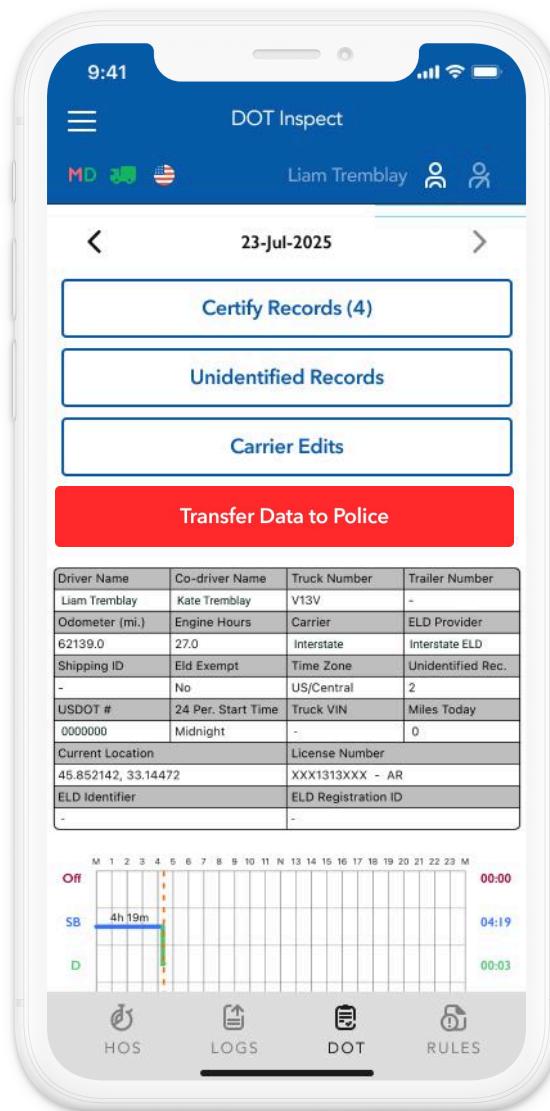 9:41
DOT Inspect
MD Liam Tremblay
23-Jul-2025
Certify Records (4)
Unidentified Records
Carrier Edits
Transfer Data to Police
Driver Name Co-driver Name Truck Number Trailer Number
Liam Tremblay Kate Tremblay V13V -
Odometer (mi.) Engine Hours Carrier ELD Provider
62139.0 27.0 Interstate Interstate ELD
Shipping ID Eld Exempt Time Zone Unidentified Rec.
- No US/Central 2
USDOT # 24 Per. Start Time Truck VIN Miles Today
0000000 Midnight - 0
Current Location License Number
45.852142, 33.14472 XXX1313XXX - AR
ELD Identifier ELD Registration ID
- -
M 1 2 3 4 5 6 7 8 9 10 11 N 13 14 15 16 17 18 19 20 21 22 23 M
Off 00:00
SB 4h 19m 04:19
D 00:03
HOS LOGS DOT RULES